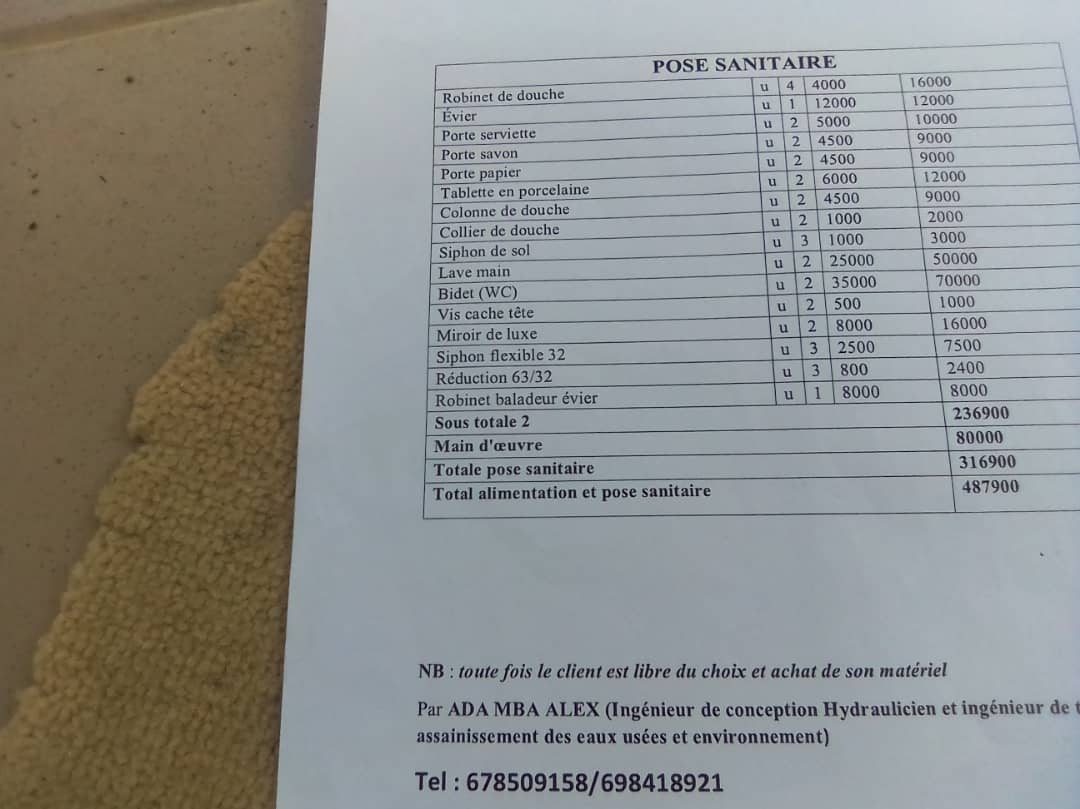 POSE SANITAIRE
Robinet de douche u 4 4000 16000
Évier u 1 12000 12000
Porte serviette u 2 5000 10000
Porte savon u 2 4500 9000
Porte papier u 2 4500 9000
Tablette en porcelaine u 2 6000 12000
Colonne de douche u 2 4500 9000
Collier de douche u 2 1000 2000
Siphon de sol u 3 1000 3000
Lave main u 2 25000 50000
Bidet (WC) u 2 35000 70000
Vis cache tête u 2 500 1000
Miroir de luxe u 2 8000 16000
Siphon flexible 32 u 3 2500 7500
Réduction 63/32 u 3 800 2400
Robinet baladeur évier u 1 8000 8000
Sous totale 2 236900
Main d'œuvre 80000
Totale pose sanitaire 316900
Total alimentation et pose sanitaire 487900
NB : toute fois le client est libre du choix et achat de son matériel
Par ADA MBA ALEX (Ingénieur de conception Hydraulicien et ingénieur de
assainissement des eaux usées et environnement)
Tel : 678509158/698418921